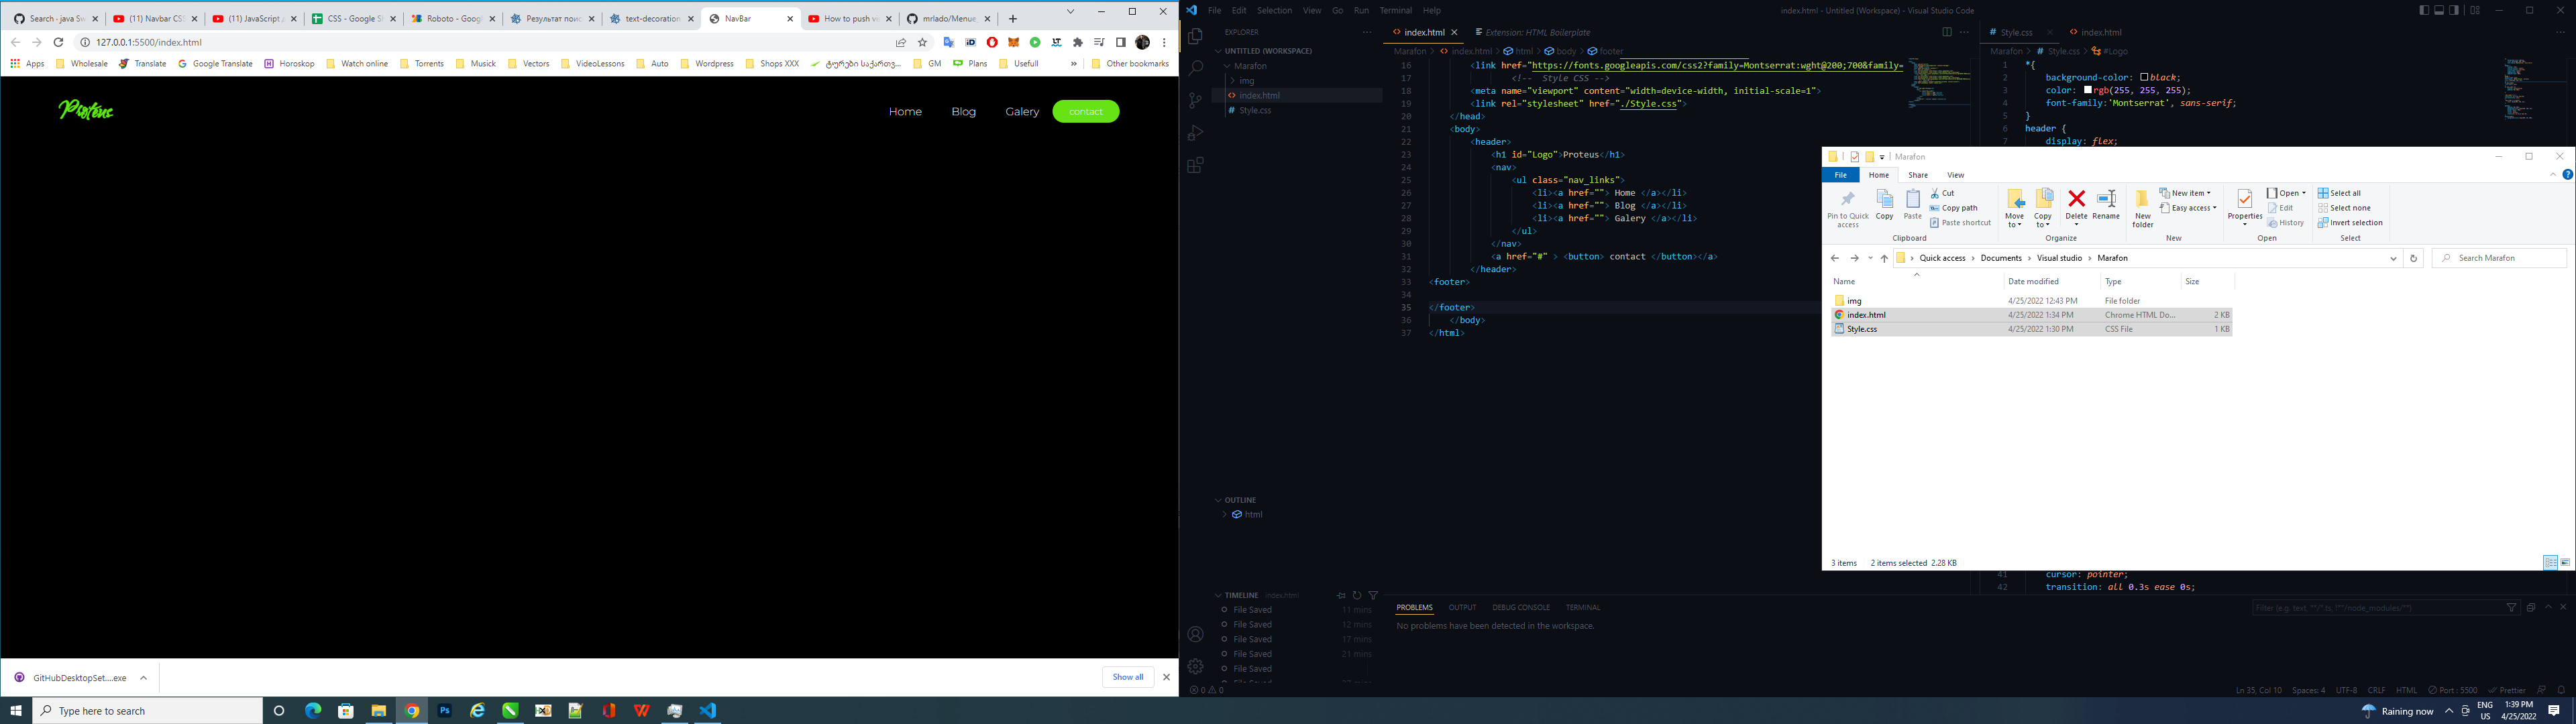 Search · java Sw
(11) Navbar CSS
(11) JavaScript д
CSS - Google Sh
Roboto - Google
Результат поис
text-decoration
NavBar
How to push vi
mrlado/Menue_
127.0.0.1:5500/index.html
Apps
Wholesale
Translate
Google Translate
Horoskop
Watch online
Torrents
Musick
Vectors
VideoLessons
Auto
Wordpress
Shops XXX
ტურები საქართვ...
GM
Plans
Usefull
»
Other bookmarks
Proteus
Home
Blog
Galery
contact
GitHubDesktopSet....exe
Show all
File Edit Selection View Go Run Terminal Help
index.html - Untitled (Workspace) - Visual Studio Code
EXPLORER
UNTITLED (WORKSPACE)
Marafon
img
index.html
Style.css
OUTLINE
html
TIMELINE index.html
File Saved 11 mins
File Saved 12 mins
File Saved 17 mins
File Saved 21 mins
File Saved
index.html
Extension: HTML Boilerplate
Marafon > index.html > html > body > footer
16 <link href="https://fonts.googleapis.com/css2?family=Montserrat:wght@200;700&family=
17 <!-- Style CSS -->
18 <meta name="viewport" content="width=device-width, initial-scale=1">
19 <link rel="stylesheet" href="./Style.css">
20 </head>
21 <body>
22 <header>
23 <h1 id="Logo">Proteus</h1>
24 <nav>
25 <ul class="nav_links">
26 <li><a href=""> Home </a></li>
27 <li><a href=""> Blog </a></li>
28 <li><a href=""> Galery </a></li>
29 </ul>
30 </nav>
31 <a href="#" > <button> contact </button></a>
32 </header>
33 <footer>
34
35 </footer>
36 </body>
37 </html>
Style.css
index.html
Marafon > Style.css > #Logo
1 *{
2 background-color: black;
3 color: rgb(255, 255, 255);
4 font-family:'Montserrat', sans-serif;
5 }
6 header {
7 display: flex;
Marafon
File
Home
Share
View
Pin to Quick access
Copy
Paste
Cut
Copy path
Paste shortcut
Clipboard
Move to
Copy to
Delete
Rename
Organize
New folder
New item
Easy access
New
Properties
Open
Edit
History
Open
Select all
Select none
Invert selection
Select
Quick access > Documents > Visual studio > Marafon
Search Marafon
Name Date modified Type Size
img 4/25/2022 12:43 PM File folder
index.html 4/25/2022 1:34 PM Chrome HTML Do... 2 KB
Style.css 4/25/2022 1:30 PM CSS File 1 KB
3 items 2 items selected 2.28 KB
41 cursor: pointer;
42 transition: all 0.3s ease 0s;
PROBLEMS OUTPUT DEBUG CONSOLE TERMINAL
Filter (e.g. text, **/*.ts, !**/node_modules/**)
No problems have been detected in the workspace.
0 0
Ln 35, Col 10 Spaces: 4 UTF-8 CRLF HTML Port : 5500 Prettier
Type here to search
Raining now
ENG
US
1:39 PM
4/25/2022